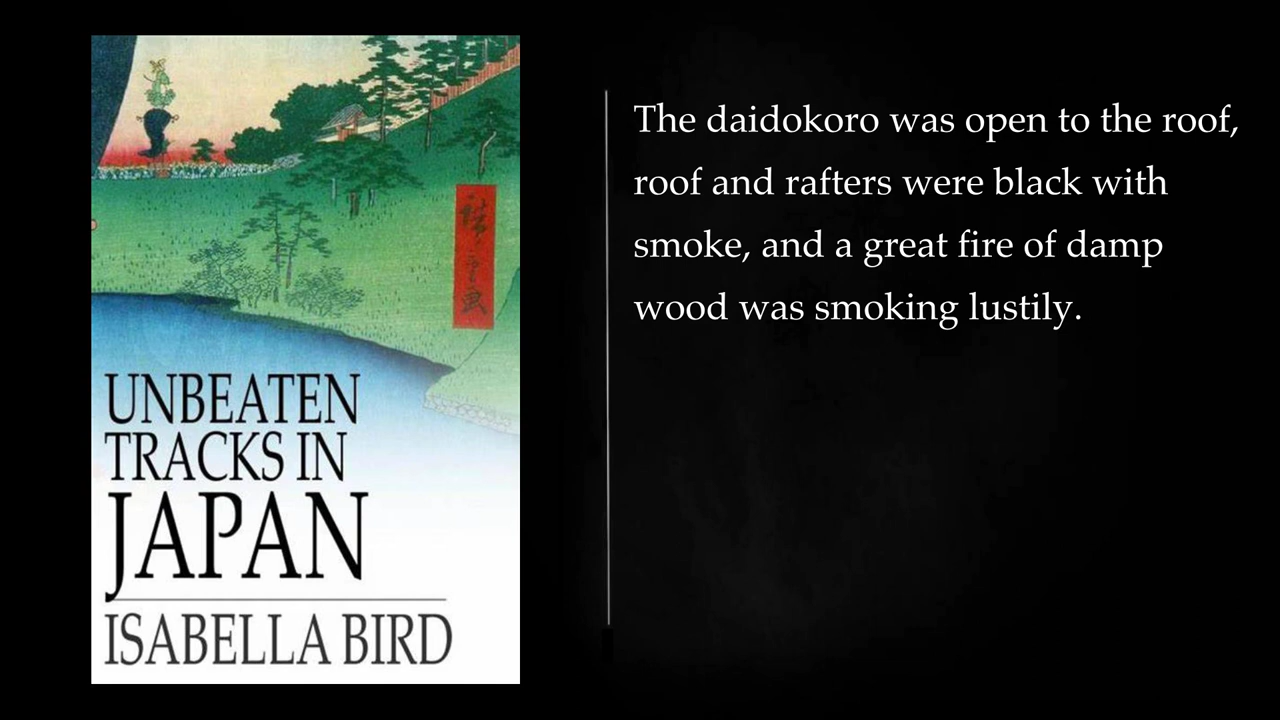 UNBEATEN
TRACKS IN
JAPAN
ISABELLA BIRD
The daidokoro was open to the roof,
roof and rafters were black with
smoke, and a great fire of damp
wood was smoking lustily.